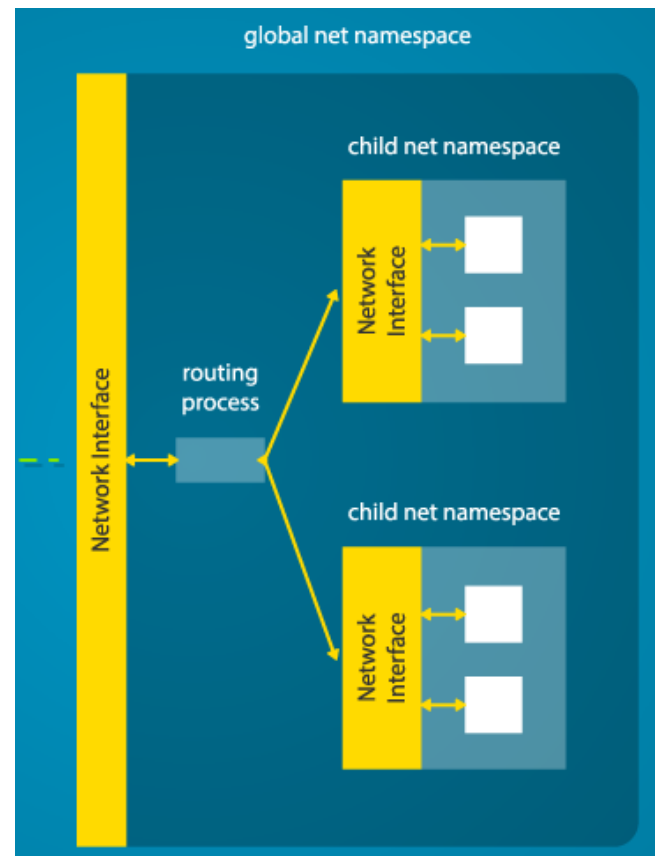 global net namespace
child net namespace
Network
Interface
routing
process
Network Interface
child net namespace
Network
Interface